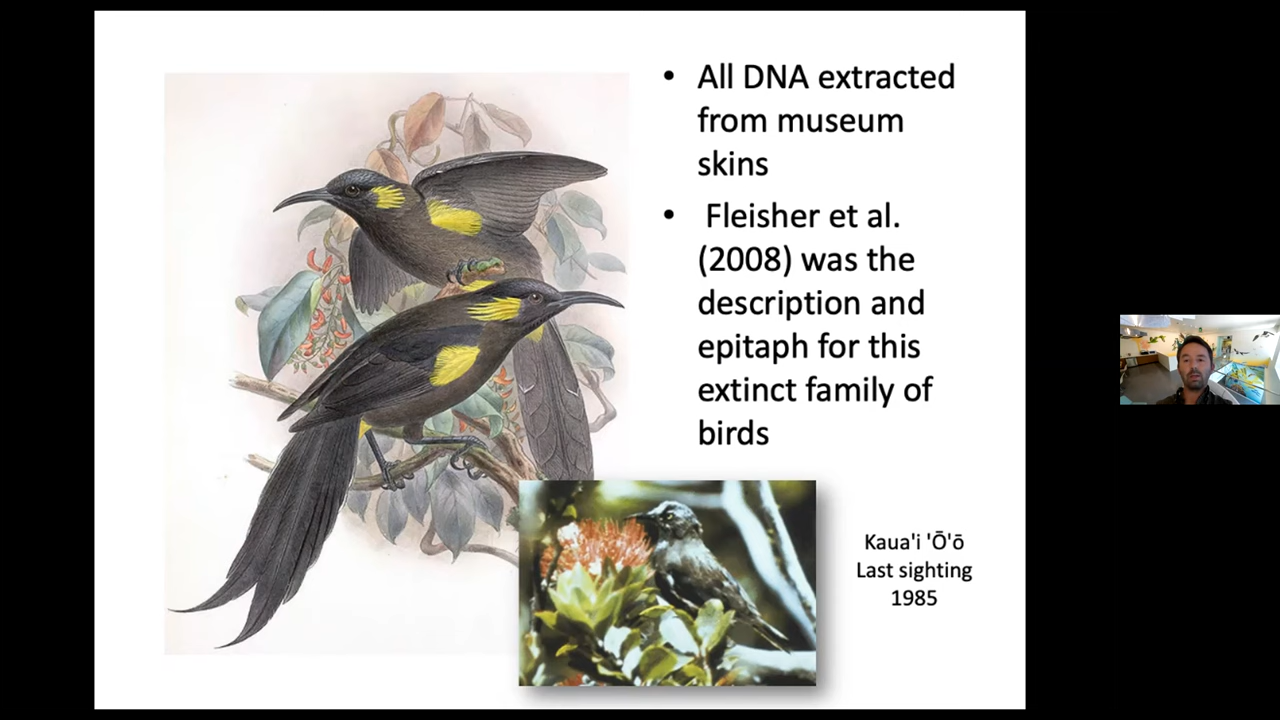 • All DNA extracted
from museum
skins
• Fleisher et al.
(2008) was the
description and
epitaph for this
extinct family of
birds
Kaua'i 'Ō'ō
Last sighting
1985